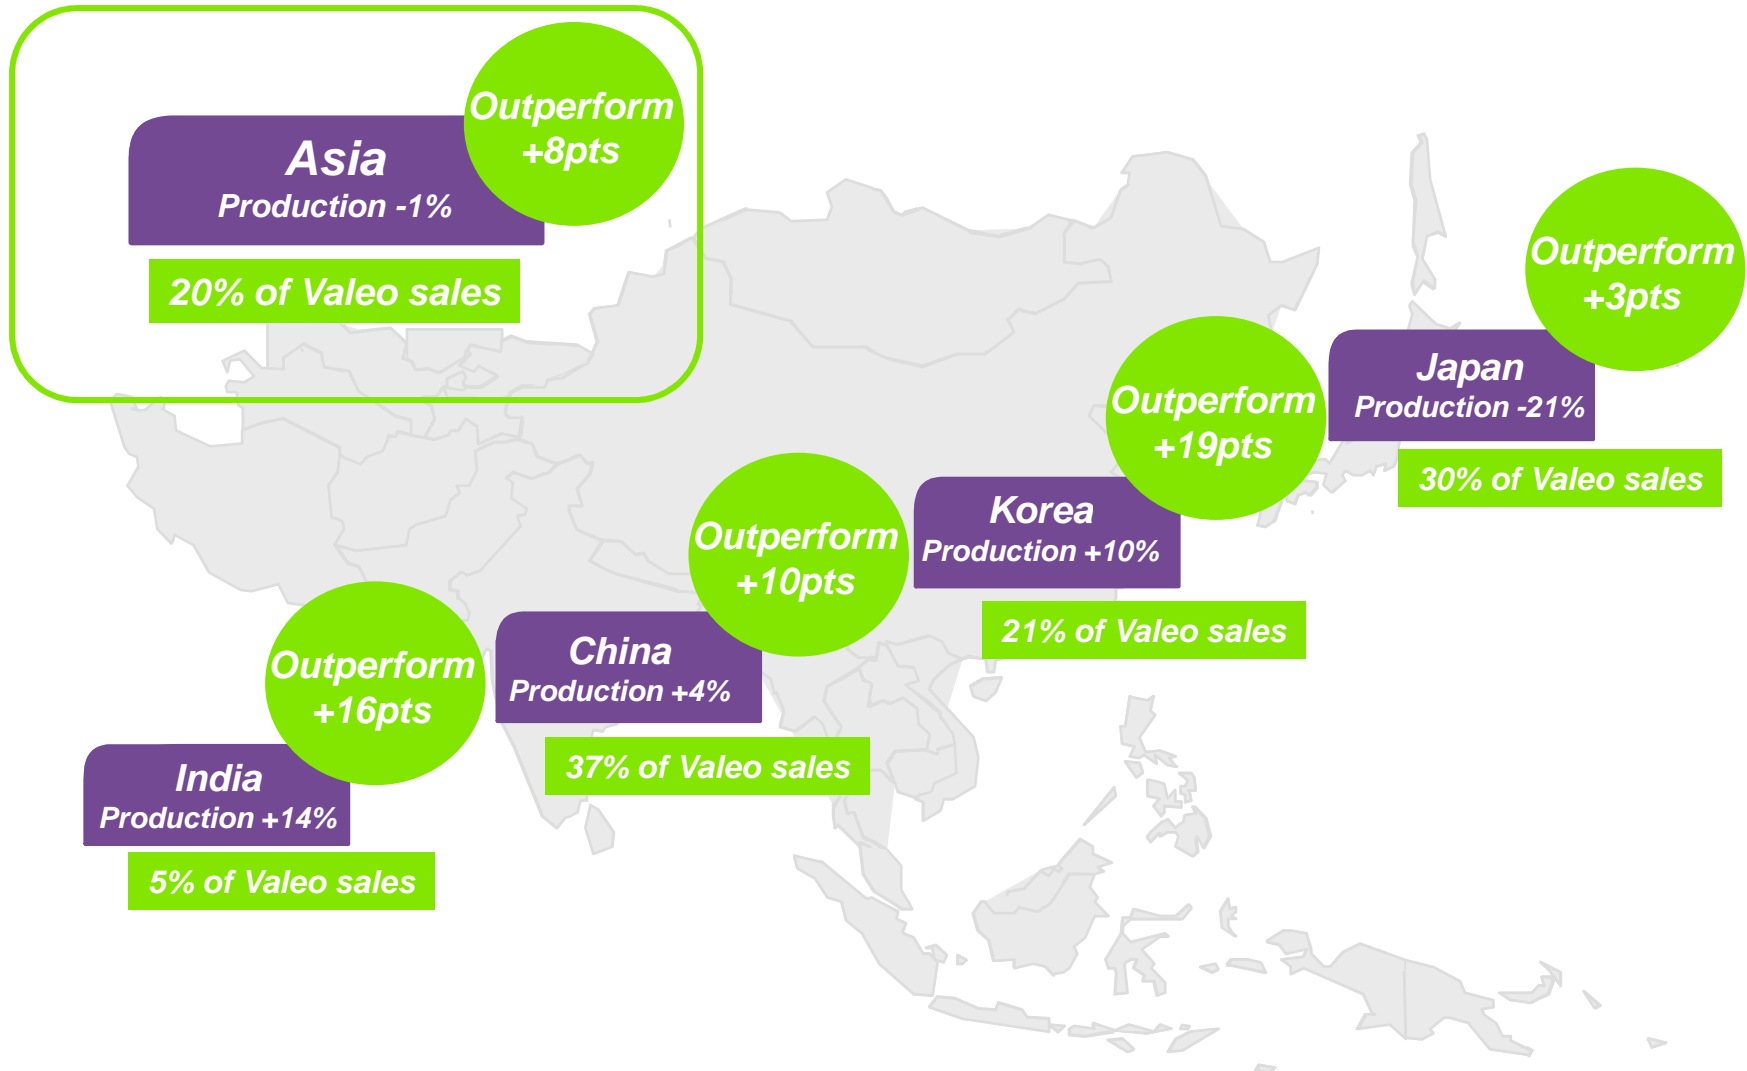 Outperform
+8pts
Asia
Production -1%
20% of Valeo sales
Outperform
+3pts
Japan
Production -21%
30% of Valeo sales
Outperform
+19pts
Korea
Production +10%
21% of Valeo sales
Outperform
+10pts
China
Production +4%
37% of Valeo sales
Outperform
+16pts
India
Production +14%
5% of Valeo sales